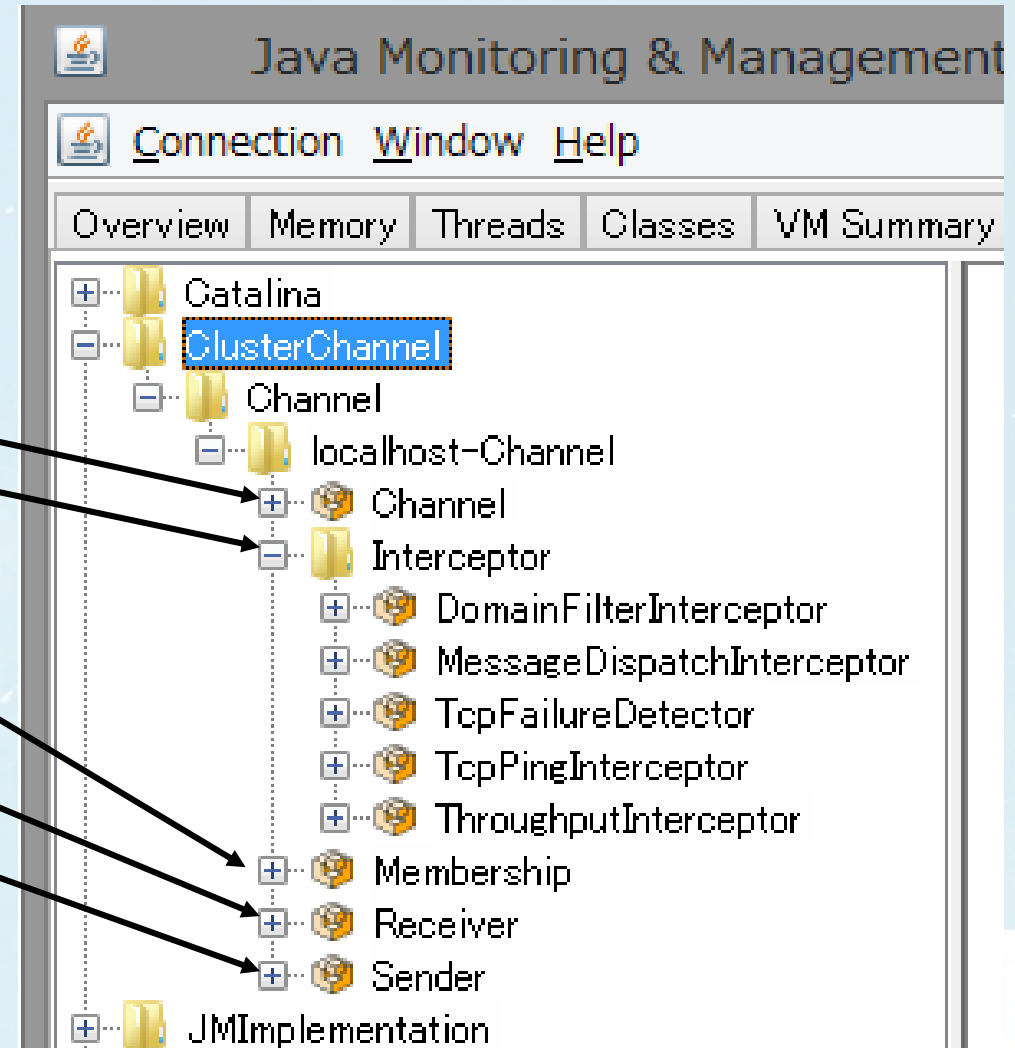 Java Monitoring & Management
Connection Window Help
Overview Memory Threads Classes VM Summary
Catalina
ClusterChannel
Channel
localhost-Channel
Channel
Interceptor
DomainFilterInterceptor
MessageDispatchInterceptor
TcpFailureDetector
TcpPingInterceptor
ThroughputInterceptor
Membership
Receiver
Sender
JMImplementation